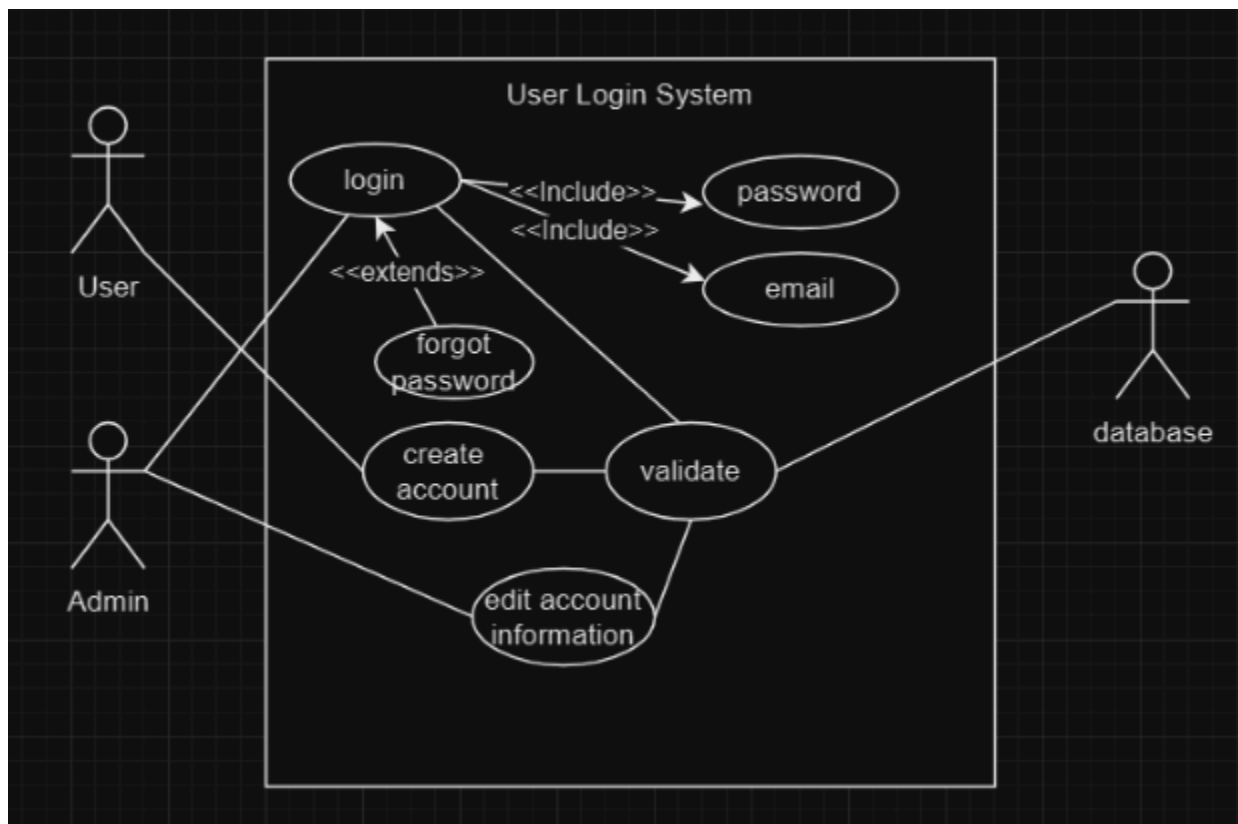 User Login System
login
<<Include>>
password
<<Include>>
email
<<extends>>
User
forgot
password
create
account
validate
database
Admin
edit account
information